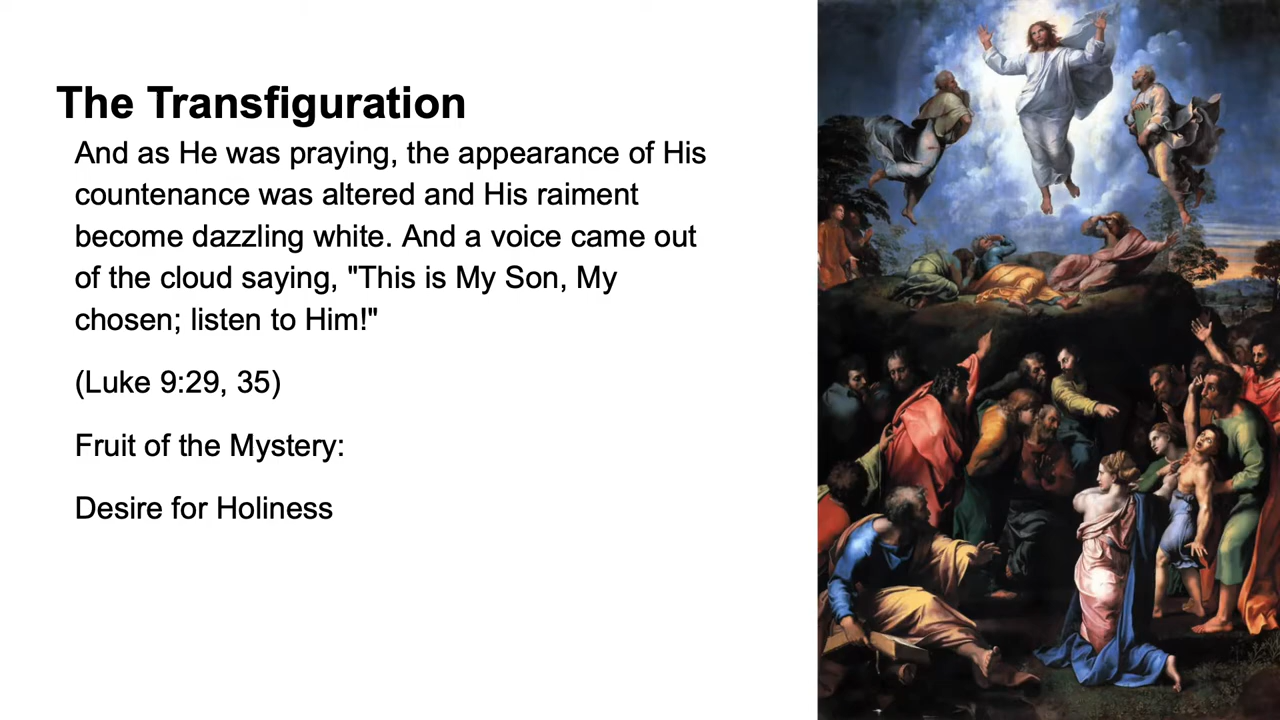 The Transfiguration
And as He was praying, the appearance of His
countenance was altered and His raiment
become dazzling white. And a voice came out
of the cloud saying, "This is My Son, My
chosen; listen to Him!"
(Luke 9:29, 35)
Fruit of the Mystery:
Desire for Holiness